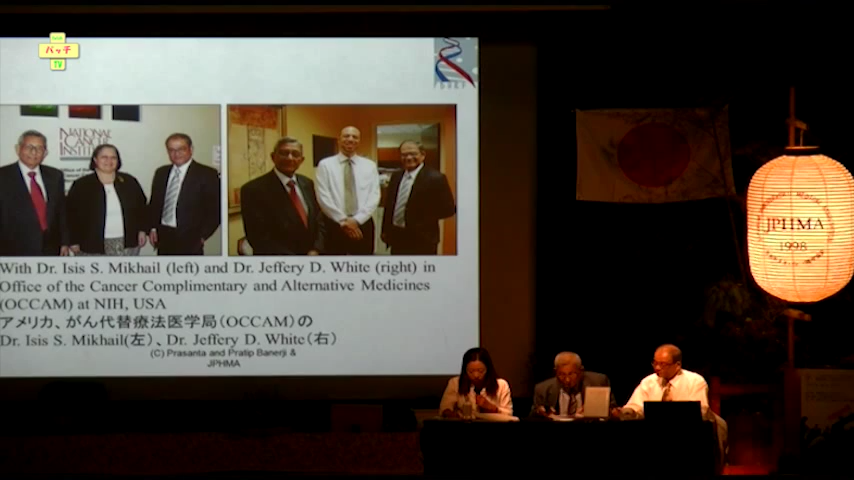 バッチ
TV
NATIONAL
CANCER
INSTITUTE
With Dr. Isis S. Mikhail (left) and Dr. Jeffery D. White (right) in
Office of the Cancer Complimentary and Alternative Medicines
(OCCAM) at NIH, USA
アメリカ、がん代替療法医学局(OCCAM)の
Dr. Isis S. Mikhail(左)、Dr. Jeffery D. White(右)
(C) Prasanta and Pratip Banerji &
JPHMA
JPHMA
1998